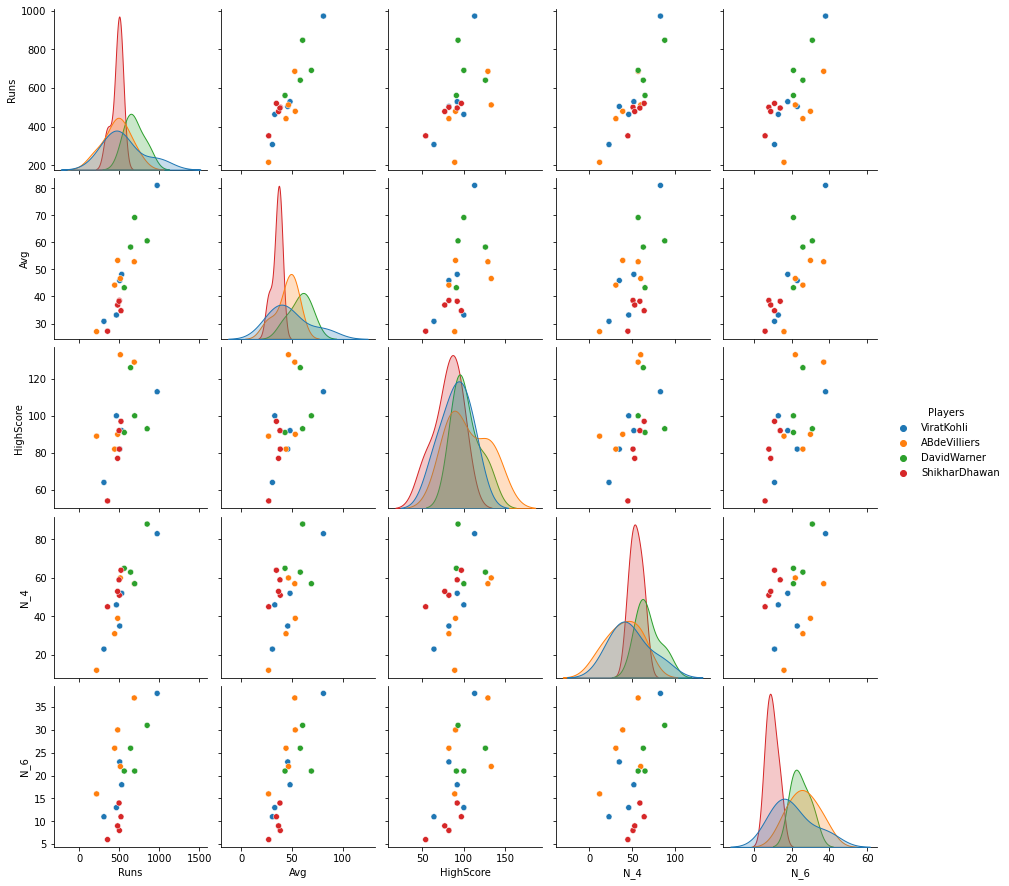 1000
800
600
400
200
Runs
80
70
60
50
40
30
Avg
120
100
80
60
HighScore
Players
ViratKohli
ABdeVilliers
DavidWarner
ShikharDhawan
80
60
40
20
N_4
35
30
25
20
15
10
5
N_6
0 500 1000 1500
0 50 100
50 100 150
0 50 100
0 20 40 60
Runs
Avg
HighScore
N_4
N_6